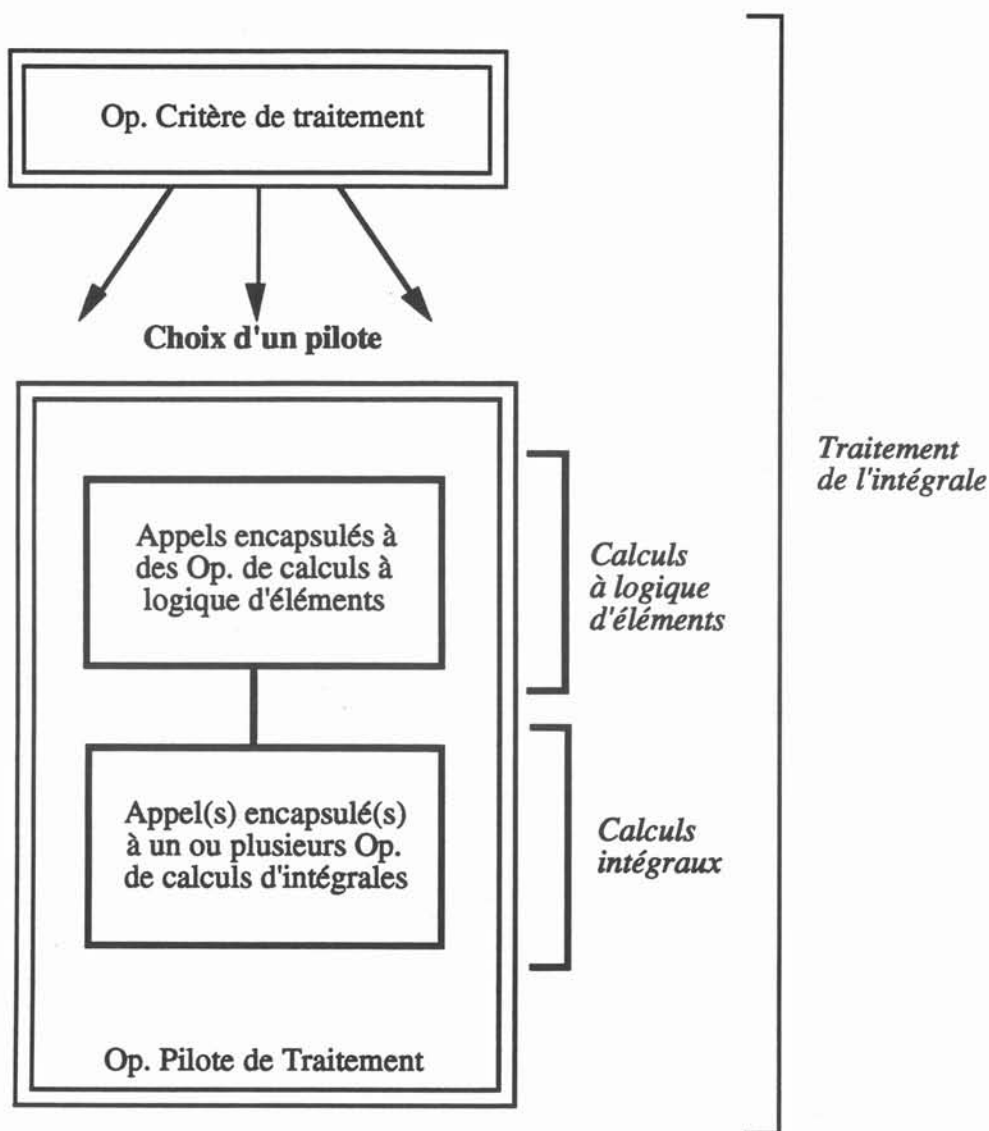 Op. Critère de traitement
Choix d'un pilote
Traitement
de l'intégrale
Appels encapsulés à
des Op. de calculs à
logique d'éléments
Calculs
à logique
d'éléments
Appel(s) encapsulé(s)
à un ou plusieurs Op.
de calculs d'intégrales
Calculs
intégraux
Op. Pilote de Traitement